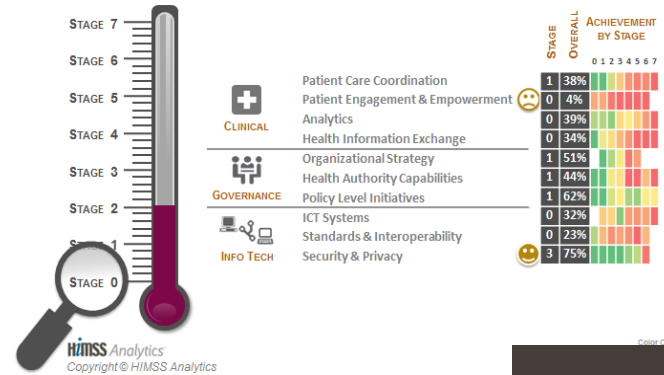 STAGE 7
STAGE 6
STAGE 5
STAGE 4
STAGE 3
STAGE 2
STAGE 1
STAGE 0
HIMSS Analytics
Copyright © HIMSS Analytics
STAGE OVERALL ACHIEVEMENT BY STAGE
0 1 2 3 4 5 6 7
CLINICAL
Patient Care Coordination 1 38%
Patient Engagement & Empowerment 0 4%
Analytics 0 39%
Health Information Exchange 0 34%
GOVERNANCE
Organizational Strategy 1 51%
Health Authority Capabilities 1 44%
Policy Level Initiatives 1 62%
INFO TECH
ICT Systems 0 32%
Standards & Interoperability 0 23%
Security & Privacy 3 75%
Color